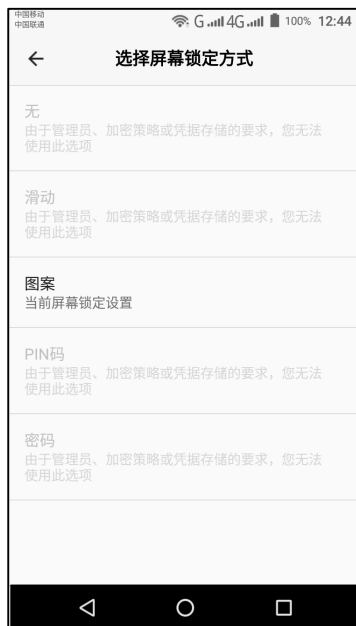 中国移动
中国联通
G 4G 100% 12:44
选择屏幕锁定方式
无
由于管理员、加密策略或凭据存储的要求，您无法
使用此选项
滑动
由于管理员、加密策略或凭据存储的要求，您无法
使用此选项
图案
当前屏幕锁定设置
PIN码
由于管理员、加密策略或凭据存储的要求，您无法
使用此选项
密码
由于管理员、加密策略或凭据存储的要求，您无法
使用此选项